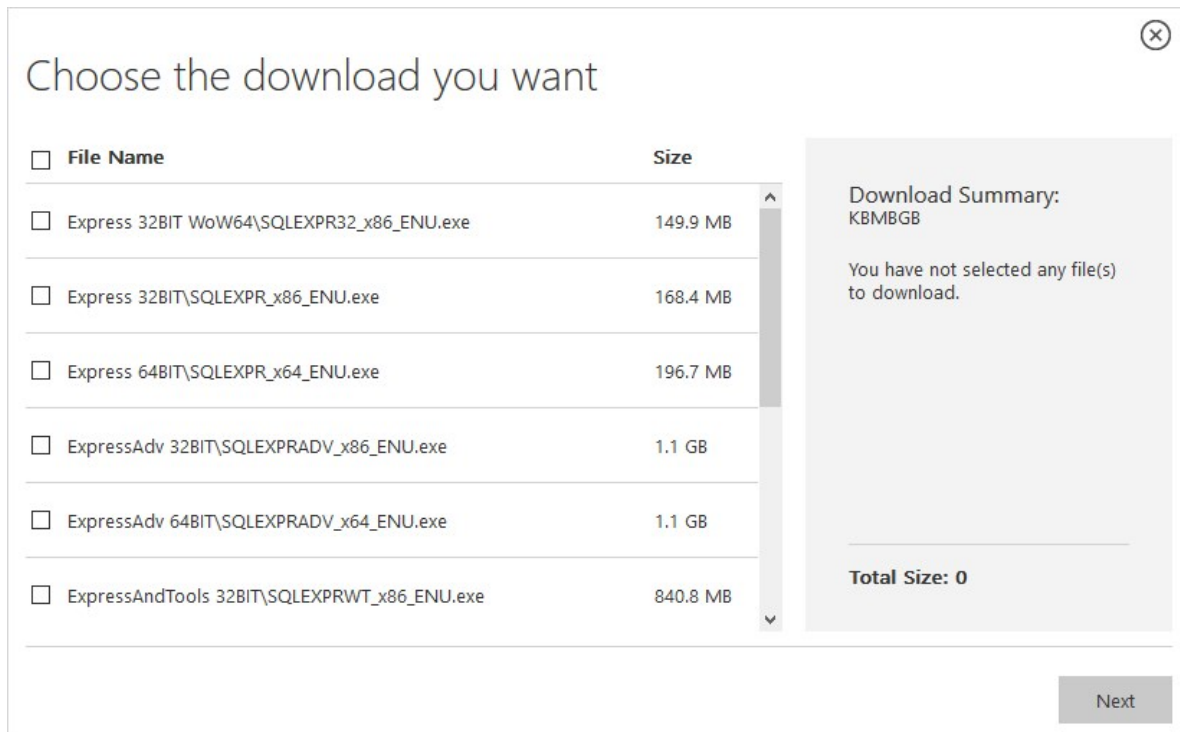 Choose the download you want
File Name Size
Express 32BIT WoW64\SQLEXPR32_x86_ENU.exe 149.9 MB
Express 32BIT\SQLEXPR_x86_ENU.exe 168.4 MB
Express 64BIT\SQLEXPR_x64_ENU.exe 196.7 MB
ExpressAdv 32BIT\SQLEXPRADV_x86_ENU.exe 1.1 GB
ExpressAdv 64BIT\SQLEXPRADV_x64_ENU.exe 1.1 GB
ExpressAndTools 32BIT\SQLEXPRWT_x86_ENU.exe 840.8 MB
Download Summary:
KBMBGB
You have not selected any file(s)
to download.
Total Size: 0
Next